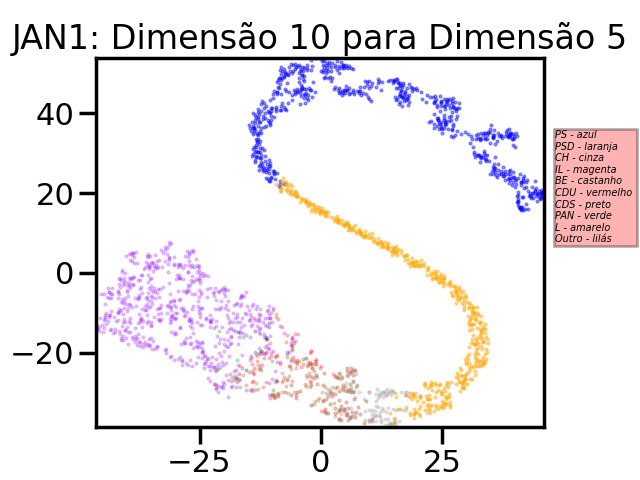 JAN1: Dimensão 10 para Dimensão 5
40
20
0
−20
−25
0
25
PS - azul
PSD - laranja
CH - cinza
IL - magenta
BE - castanho
CDU - vermelho
CDS - preto
PAN - verde
L - amarelo
Outro - lilás